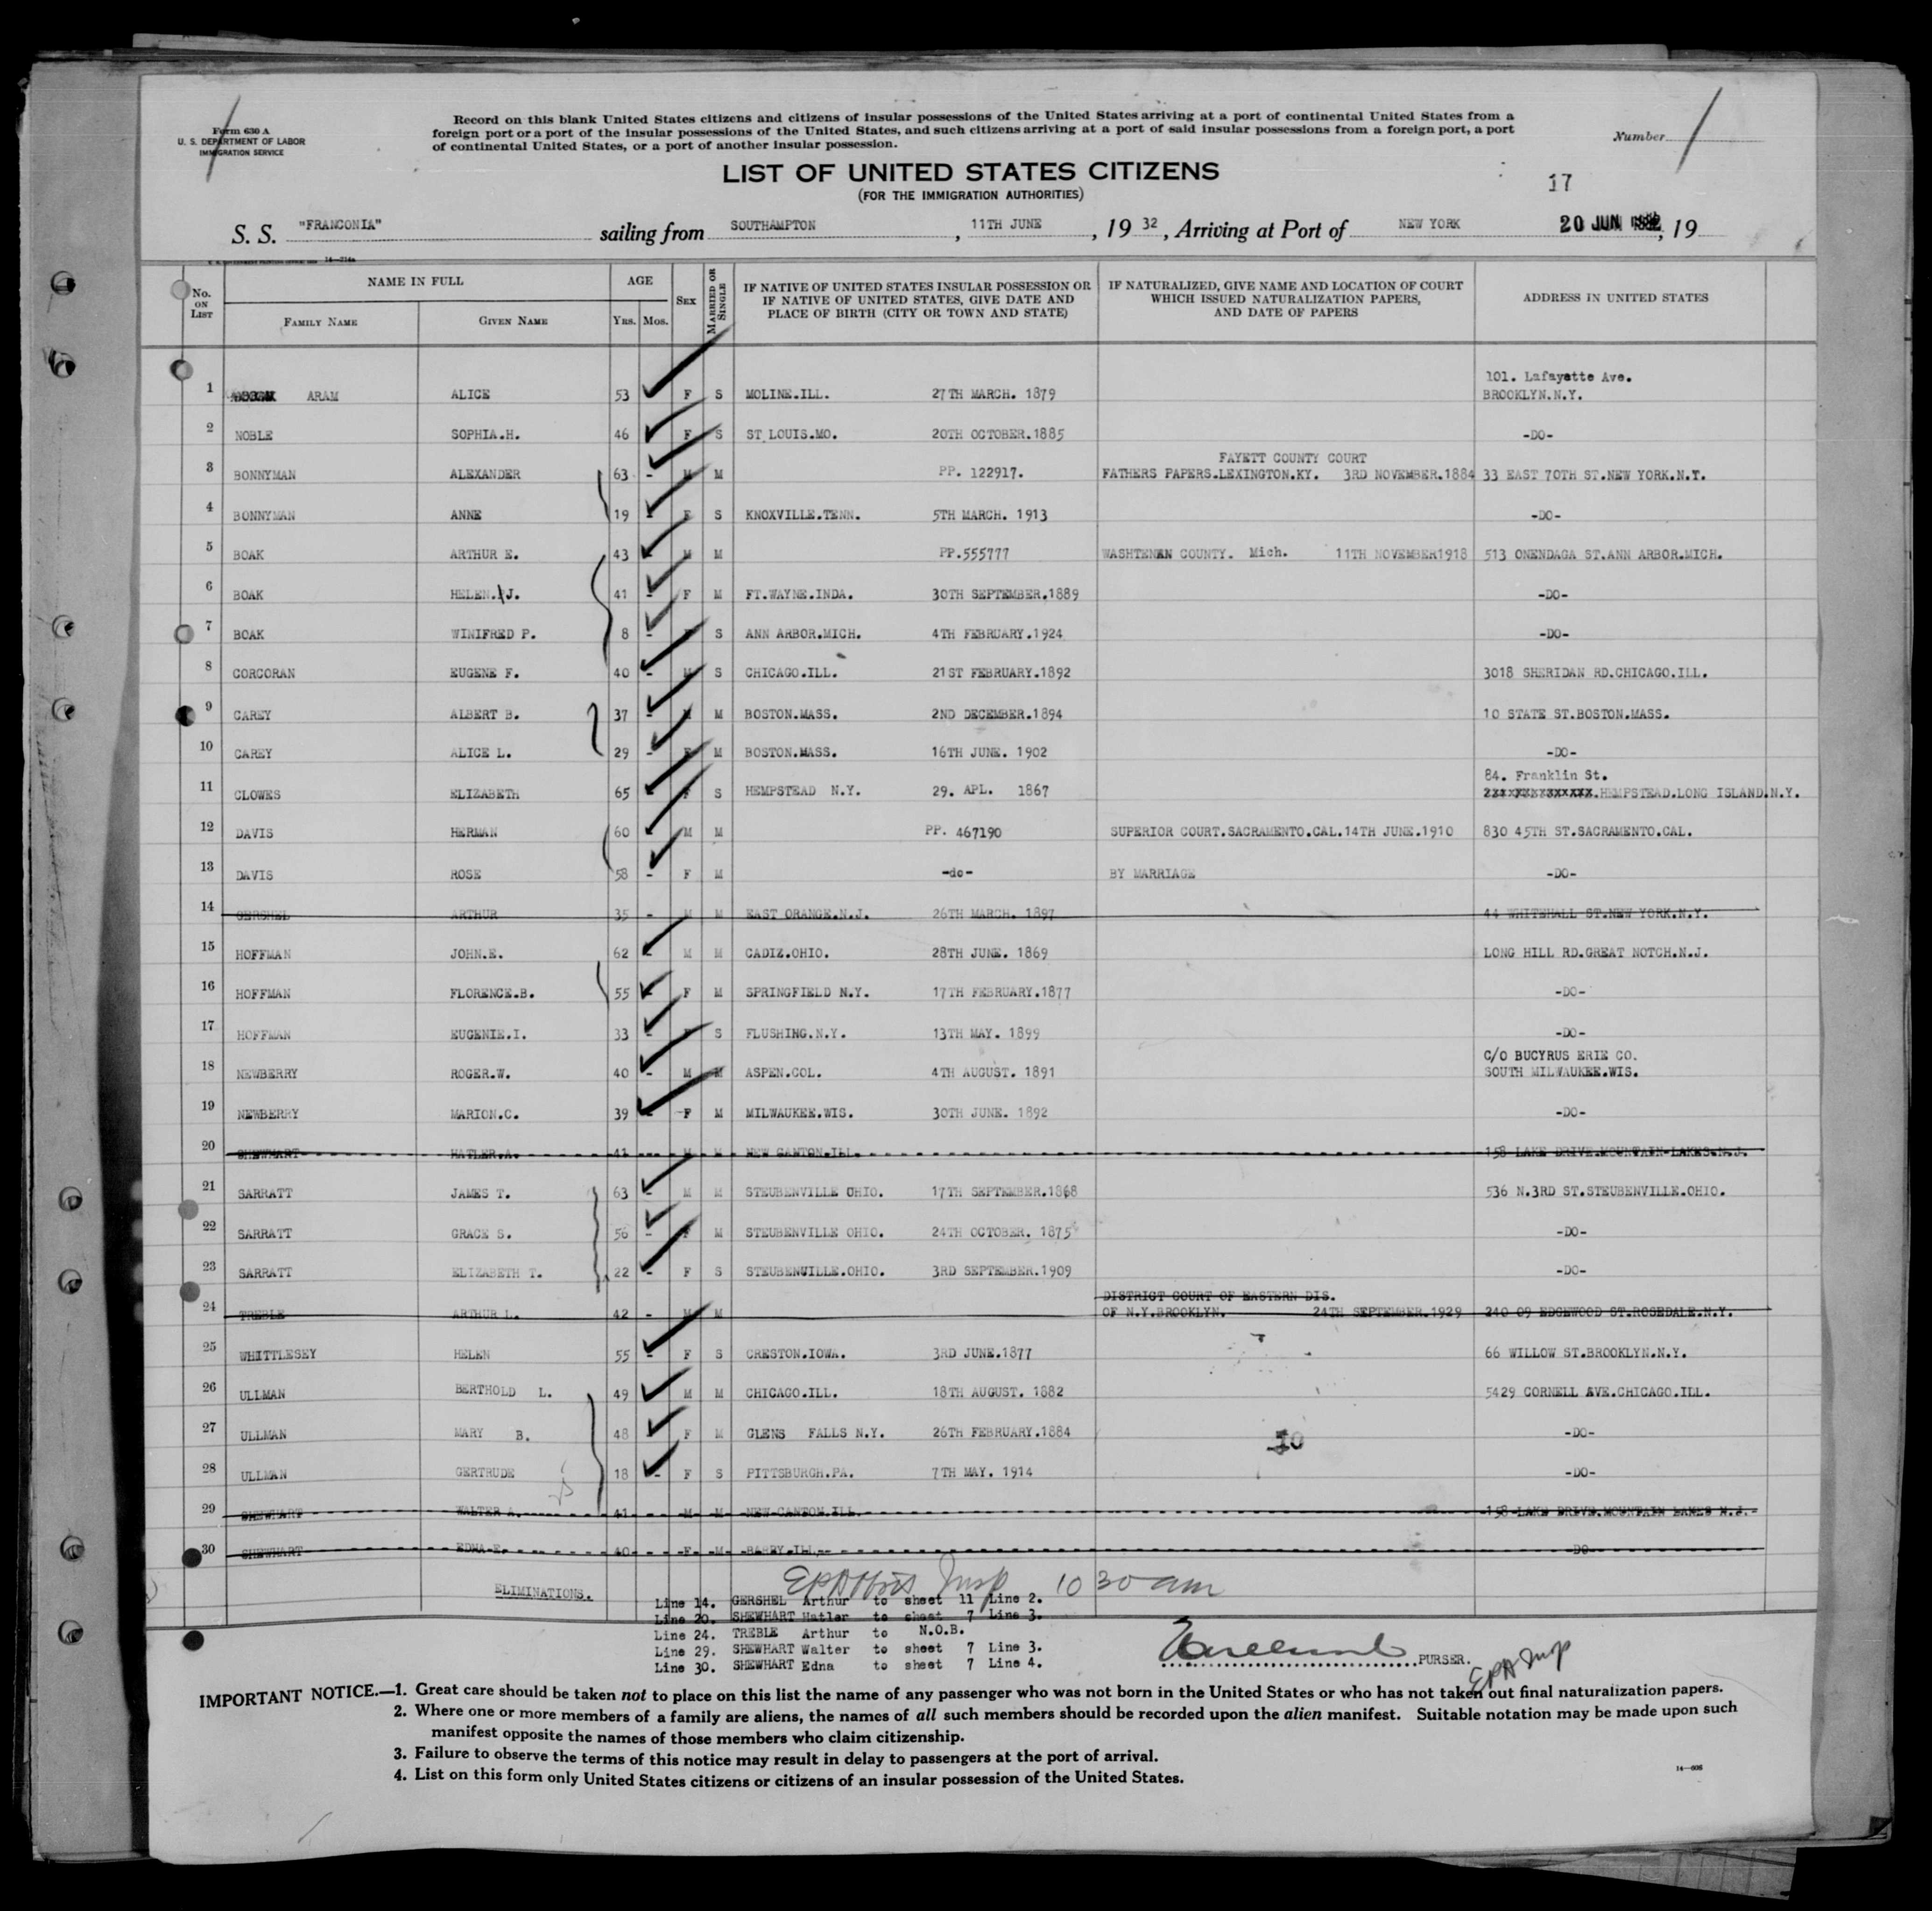 Form 630 A
U. S. DEPARTMENT OF LABOR
IMMIGRATION SERVICE
Record on this blank United States citizens and citizens of insular possessions of the United States arriving at a port of continental United States from a
foreign port or a port of the insular possessions of the United States, and such citizens arriving at a port of said insular possessions from a foreign port, a port
of continental United States, or a port of another insular possession.
Number 1
LIST OF UNITED STATES CITIZENS
(FOR THE IMMIGRATION AUTHORITIES)
17
S. S. "FRANCONIA" sailing from SOUTHAMPTON, 11TH JUNE, 19 32, Arriving at Port of NEW YORK 20 JUN 1932, 19
No. ON LIST NAME IN FULL FAMILY NAME GIVEN NAME AGE YRS. MOS. SEX MARRIED OR SINGLE IF NATIVE OF UNITED STATES INSULAR POSSESSION OR IF NATIVE OF UNITED STATES, GIVE DATE AND PLACE OF BIRTH (CITY OR TOWN AND STATE) IF NATURALIZED, GIVE NAME AND LOCATION OF COURT WHICH ISSUED NATURALIZATION PAPERS, AND DATE OF PAPERS ADDRESS IN UNITED STATES
101. Lafayette Ave.
1 ARAM ALICE 53 F S MOLINE.ILL. 27TH MARCH. 1879 BROOKLYN.N.Y.
2 NOBLE SOPHIA.H. 46 F S ST LOUIS.MO. 20TH OCTOBER.1885 -DO-
FAYETT COUNTY COURT
3 BONNYMAN ALEXANDER 63 - M M PP. 122917. FATHERS PAPERS.LEXINGTON.KY. 3RD NOVEMBER.1884 33 EAST 70TH ST.NEW YORK.N.Y.
4 BONNYMAN ANNE 19 - F S KNOXVILLE.TENN. 5TH MARCH. 1913 -DO-
5 BOAK ARTHUR E. 43 - M M PP.555777 WASHTENAN COUNTY. Mich. 11TH NOVEMBER1918 513 ONENDAGA ST.ANN ARBOR.MICH.
6 BOAK HELEN. J. 41 - F M FT.WAYNE.INDA. 30TH SEPTEMBER.1889 -DO-
7 BOAK WINIFRED P. 8 - F S ANN ARBOR.MICH. 4TH FEBRUARY.1924 -DO-
8 CORCORAN EUGENE F. 40 - M S CHICAGO.ILL. 21ST FEBRUARY.1892 3018 SHERIDAN RD.CHICAGO.ILL.
9 CAREY ALBERT B. 37 - M M BOSTON.MASS. 2ND DECEMBER.1894 10 STATE ST.BOSTON.MASS.
10 CAREY ALICE L. 29 - F M BOSTON.MASS. 16TH JUNE. 1902 -DO-
84. Franklin St.
11 CLOWES ELIZABETH 65 - F S HEMPSTEAD N.Y. 29. APL. 1867 HEMPSTEAD.LONG ISLAND.N.Y.
12 DAVIS HERMAN 60 - M M PP. 467190 SUPERIOR COURT.SACRAMENTO.CAL.14TH JUNE.1910 830 45TH ST.SACRAMENTO.CAL.
13 DAVIS ROSE 58 - F M -do- BY MARRIAGE -DO-
14 GERSHEL ARTHUR 35 - M M EAST ORANGE.N.J. 26TH MARCH. 1897 44 WHITEHALL ST.NEW YORK.N.Y.
15 HOFFMAN JOHN.E. 62 - M M CADIZ.OHIO. 28TH JUNE. 1869 LONG HILL RD.GREAT NOTCH.N.J.
16 HOFFMAN FLORENCE.B. 55 - F M SPRINGFIELD N.Y. 17TH FEBRUARY.1877 -DO-
17 HOFFMAN EUGENIE.I. 33 - F S FLUSHING.N.Y. 13TH MAY. 1899 -DO-
C/O BUCYRUS ERIE CO.
18 NEWBERRY ROGER.W. 40 - M M ASPEN.COL. 4TH AUGUST. 1891 SOUTH MILWAUKEE.WIS.
19 NEWBERRY MARION.C. 39 - F M MILWAUKEE.WIS. 30TH JUNE. 1892 -DO-
20 SHEWHART HATLER.A. 41 - M M NEW CANTON.ILL. 158 LAKE DRIVE.MOUNTAIN LAKES.N.J.
21 SARRATT JAMES T. 63 - M M STEUBENVILLE OHIO. 17TH SEPTEMBER.1868 536 N.3RD ST.STEUBENVILLE.OHIO.
22 SARRATT GRACE S. 56 - F M STEUBENVILLE OHIO. 24TH OCTOBER. 1875 -DO-
23 SARRATT ELIZABETH T. 22 - F S STEUBENVILLE.OHIO. 3RD SEPTEMBER.1909 -DO-
DISTRICT COURT OF EASTERN DIS.
24 TREBLE ARTHUR L. 42 - M M OF N.Y.BROOKLYN. 24TH SEPTEMBER.1929 240 09 EDGEWOOD ST.ROSEDALE.N.Y.
25 WHITTLESEY HELEN 55 - F S CRESTON.IOWA. 3RD JUNE.1877 66 WILLOW ST.BROOKLYN.N.Y.
26 ULLMAN BERTHOLD L. 49 M M CHICAGO.ILL. 18TH AUGUST. 1882 5429 CORNELL AVE.CHICAGO.ILL.
27 ULLMAN MARY B. 48 - F M GLENS FALLS N.Y. 26TH FEBRUARY.1884 -DO-
10
28 ULLMAN GERTRUDE 18 - F S PITTSBURGH.PA. 7TH MAY. 1914 -DO-
29 SHEWHART WALTER A. 41 M M NEW CANTON.ILL. 158 LAKE DRIVE.MOUNTAIN LAKES N.J.
30 SHEWHART EDNA E. 40 F M BARRY.ILL. DO
Insp 10 30 am
ELIMINATIONS.
Line 14. GERSHEL Arthur to sheet 11 Line 2.
Line 20. SHEWHART Hatler to sheet 7 Line 3.
Line 24. TREBLE Arthur to N.O.B.
Line 29. SHEWHART Walter to sheet 7 Line 3.
Line 30. SHEWHART Edna to sheet 7 Line 4.
PURSER.
EPA Insp
IMPORTANT NOTICE.—1. Great care should be taken not to place on this list the name of any passenger who was not born in the United States or who has not taken out final naturalization papers.
2. Where one or more members of a family are aliens, the names of all such members should be recorded upon the alien manifest. Suitable notation may be made upon such
manifest opposite the names of those members who claim citizenship.
3. Failure to observe the terms of this notice may result in delay to passengers at the port of arrival.
4. List on this form only United States citizens or citizens of an insular possession of the United States.